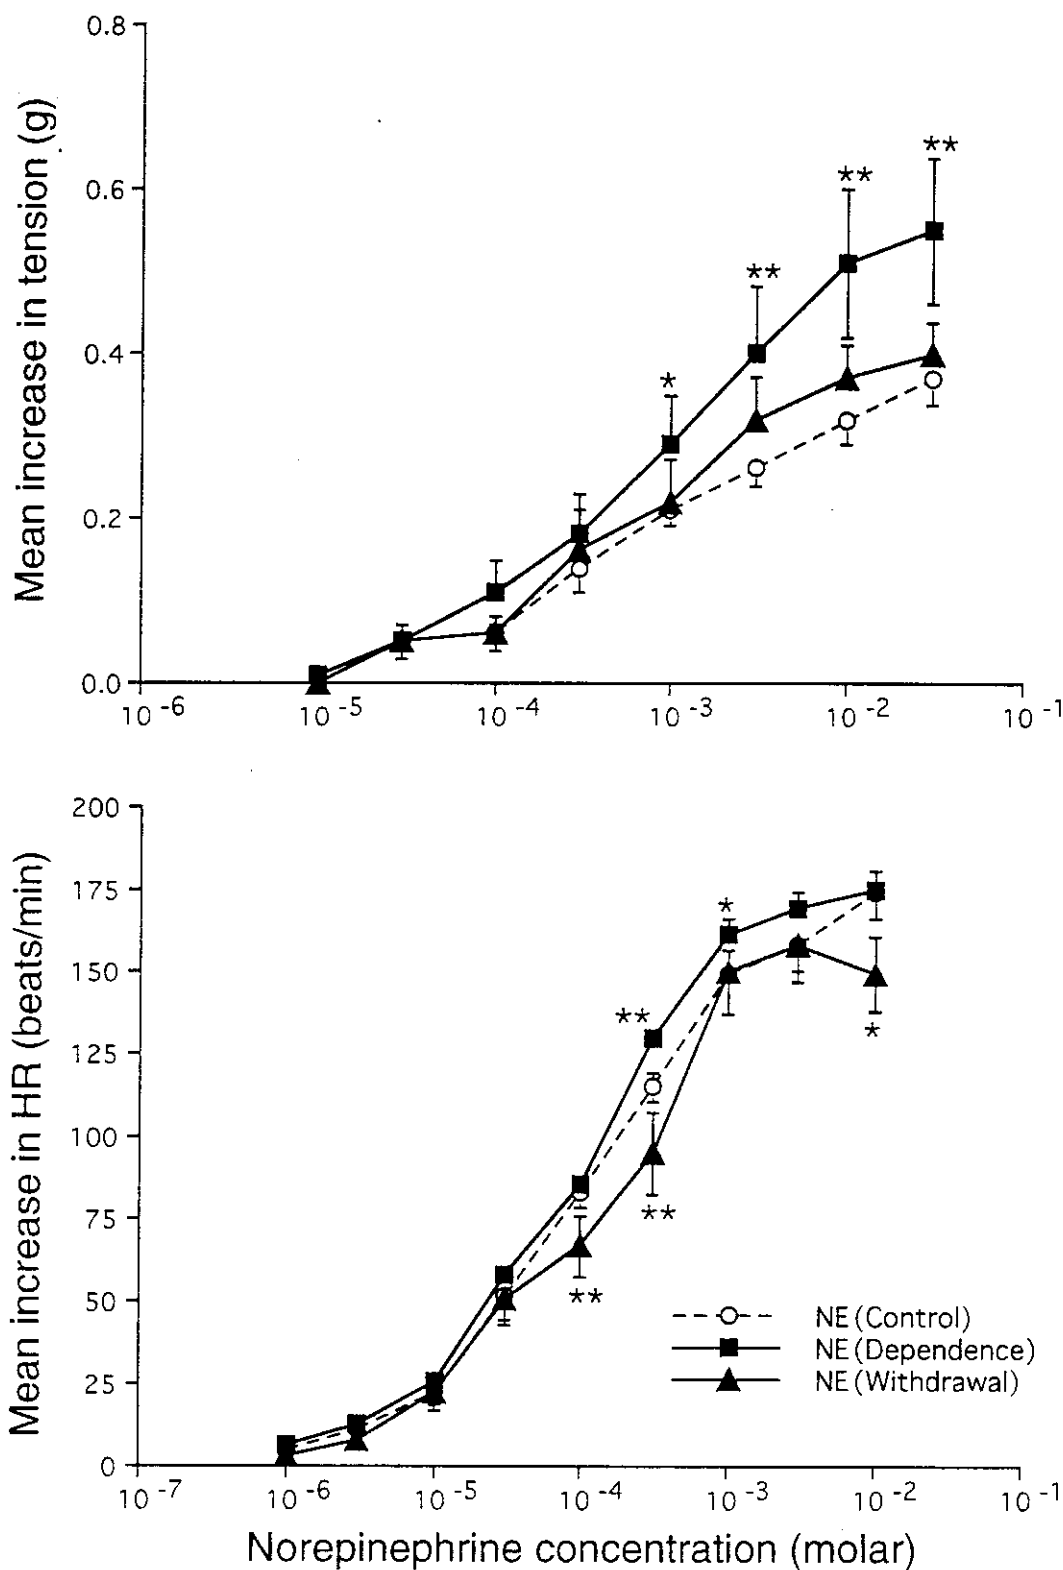 Mean increase in tension (g)
0.8
0.6
0.4
0.2
0.0
**
**
**
*
10⁻⁶ 10⁻⁵ 10⁻⁴ 10⁻³ 10⁻² 10⁻¹
Mean increase in HR (beats/min)
200
175
150
125
100
75
50
25
0
*
**
*
**
**
NE (Control)
NE (Dependence)
NE (Withdrawal)
10⁻⁷ 10⁻⁶ 10⁻⁵ 10⁻⁴ 10⁻³ 10⁻² 10⁻¹
Norepinephrine concentration (molar)